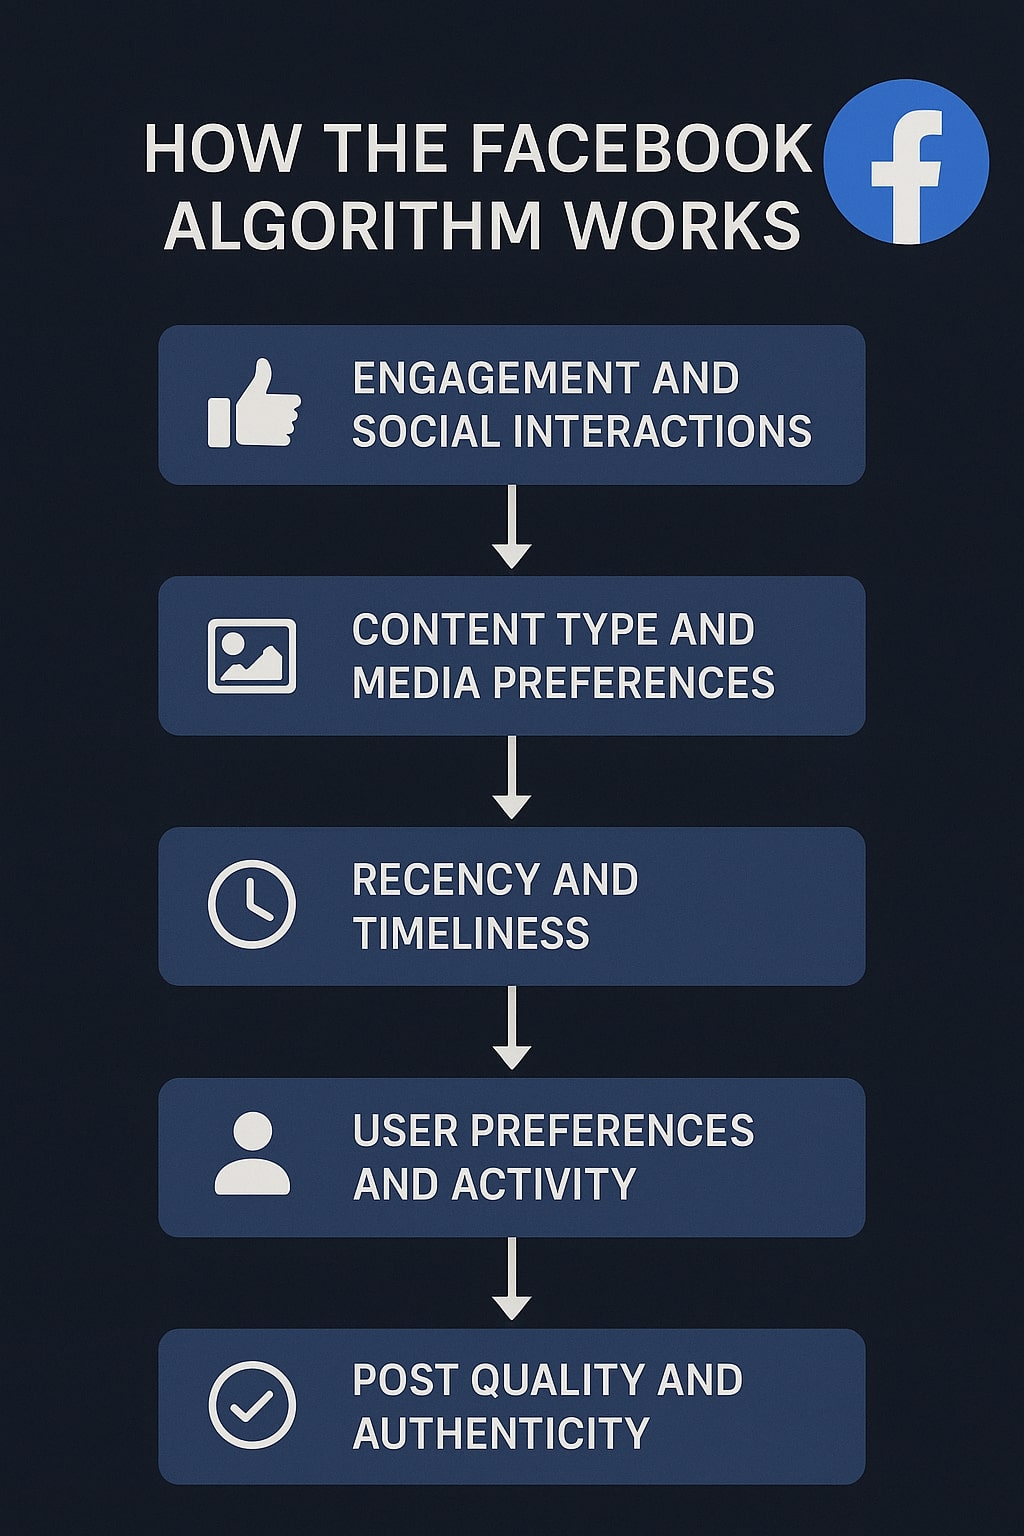 HOW THE FACEBOOK
ALGORITHM WORKS
ENGAGEMENT AND
SOCIAL INTERACTIONS
CONTENT TYPE AND
MEDIA PREFERENCES
RECENCY AND
TIMELINESS
USER PREFERENCES
AND ACTIVITY
POST QUALITY AND
AUTHENTICITY